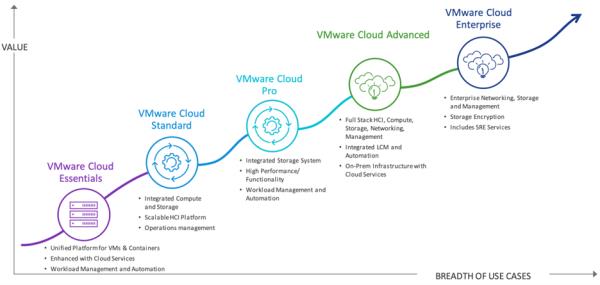 VALUE
VMware Cloud
Essentials
• Unified Platform for VMs & Containers
• Enhanced with Cloud Services
• Workload Management and Automation
VMware Cloud
Standard
• Integrated Compute
and Storage
• Scalable HCI Platform
• Operations management
VMware Cloud
Pro
• Integrated Storage System
• High Performance/
Functionality
• Workload Management and
Automation
VMware Cloud Advanced
• Full Stack HCI, Compute,
Storage, Networking,
Management
• Integrated LCM and
Automation
• On-Prem Infrastructure with
Cloud Services
VMware Cloud
Enterprise
• Enterprise Networking, Storage
and Management
• Storage Encryption
• Includes SRE Services
BREADTH OF USE CASES